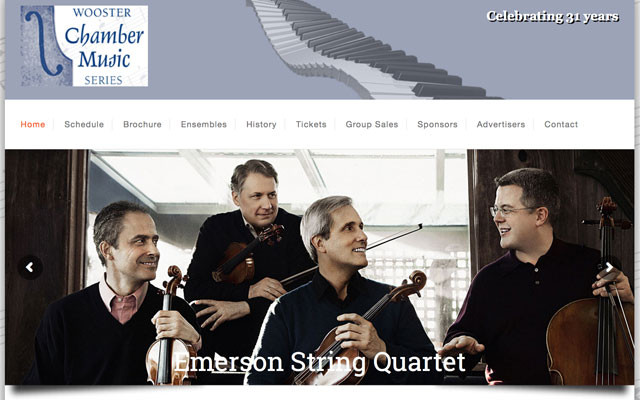 WOOSTER
Chamber
Music
SERIES
Celebrating 31 years
Home Schedule Brochure Ensembles History Tickets Group Sales Sponsors Advertisers Contact
Emerson String Quartet